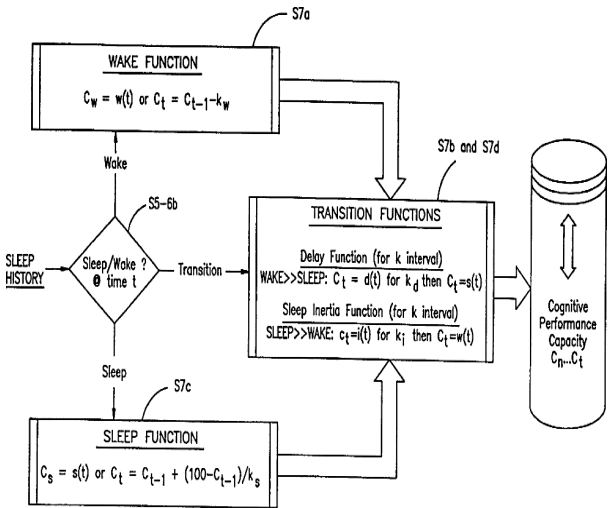 S7a
WAKE FUNCTION
C_w = w(t) or C_t = C_t-1-k_w
S7b and S7d
Wake
S5-6b
TRANSITION FUNCTIONS
SLEEP
HISTORY
Sleep/Wake ?
@ time t
Transition
Delay Function (for k interval)
WAKE>>SLEEP: C_t = d(t) for k_d then C_t=s(t)
Sleep Inertia Function (for k interval)
SLEEP>>WAKE: c_t=i(t) for k_i then C_t=w(t)
Cognitive
Performance
Capacity
C_n...C_t
Sleep
S7c
SLEEP FUNCTION
C_s = s(t) or C_t = C_t-1 + (100-C_t-1)/k_s